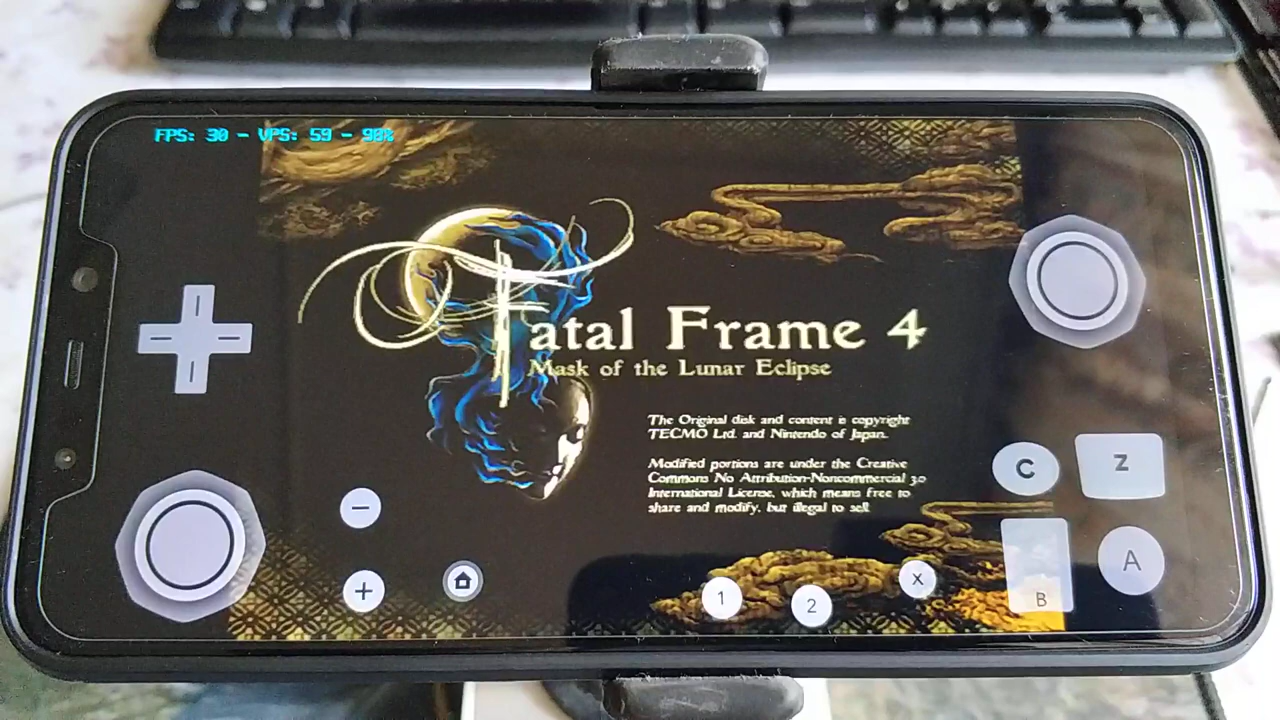 FPS: 30 - VPS: 59 - 98%
Fatal Frame 4
Mask of the Lunar Eclipse
The Original disk and content is copyright
TECMO Ltd. and Nintendo of Japan.
Modified portions are under the Creative
Commons No Attribution-Noncommercial 3.0
International License, which means free to
share and modify, but illegal to sell.
C
Z
-
+
1
2
X
B
A